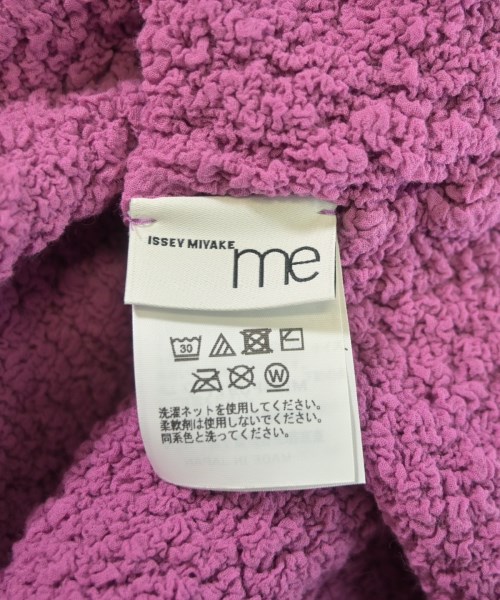 ISSEY MIYAKE
me
30
W
洗濯ネットを使用してください。
柔軟剤は使用しないでください。
同系色と洗ってください。